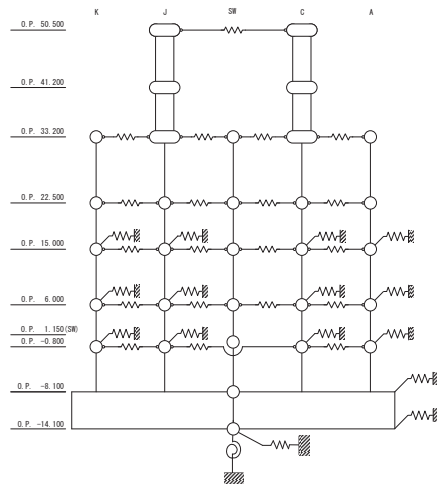 K J SW C A
O.P. 50.500
O.P. 41.200
O.P. 33.200
O.P. 22.500
O.P. 15.000
O.P. 6.000
O.P. 1.150(SW)
O.P. -0.800
O.P. -8.100
O.P. -14.100